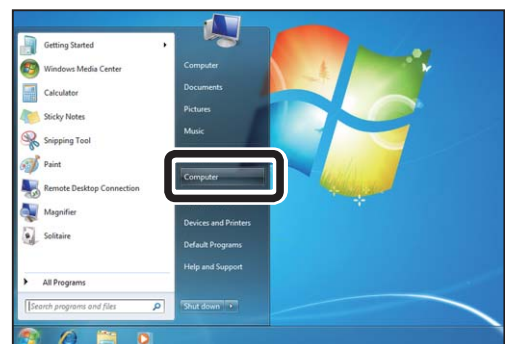 Getting Started
Windows Media Center
Calculator
Sticky Notes
Snipping Tool
Paint
Remote Desktop Connection
Magnifier
Solitaire
All Programs
Search programs and files
Computer
Documents
Pictures
Music
Computer
Devices and Printers
Default Programs
Help and Support
Shut down